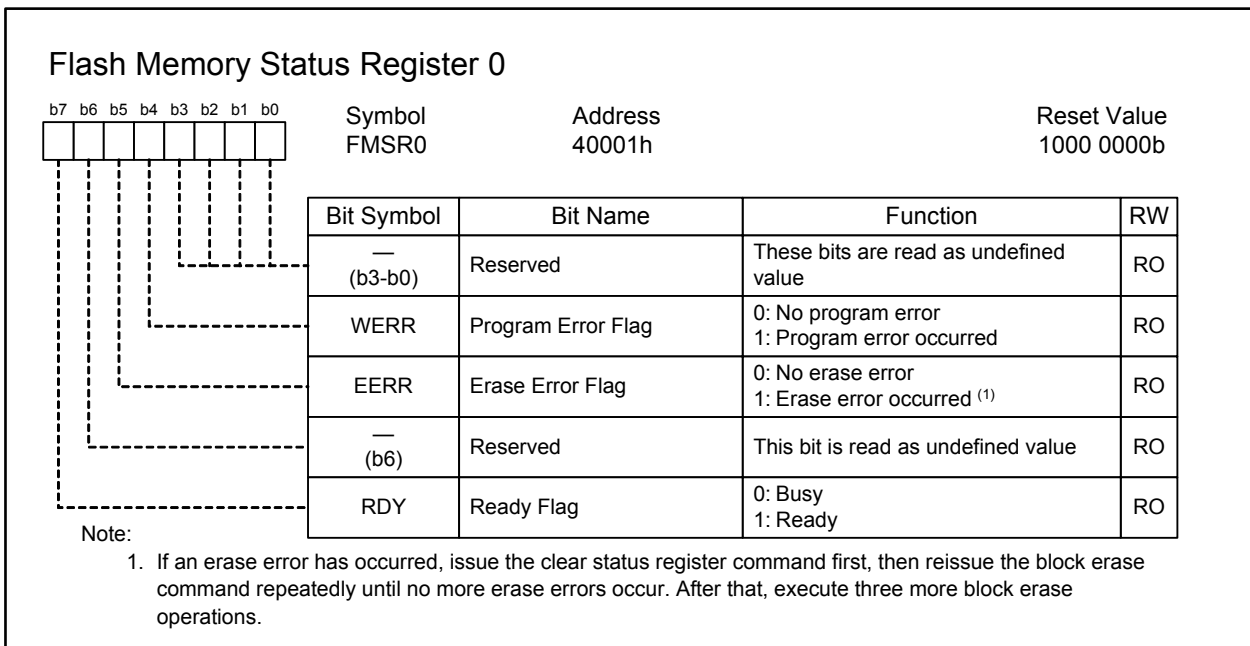 Flash Memory Status Register 0
b7 b6 b5 b4 b3 b2 b1 b0
Symbol Address Reset Value
FMSR0 40001h 1000 0000b
Bit Symbol Bit Name Function RW
—
(b3-b0) Reserved These bits are read as undefined
value RO
WERR Program Error Flag 0: No program error
1: Program error occurred RO
EERR Erase Error Flag 0: No erase error
1: Erase error occurred (1) RO
—
(b6) Reserved This bit is read as undefined value RO
RDY Ready Flag 0: Busy
1: Ready RO
Note:
1. If an erase error has occurred, issue the clear status register command first, then reissue the block erase
command repeatedly until no more erase errors occur. After that, execute three more block erase
operations.